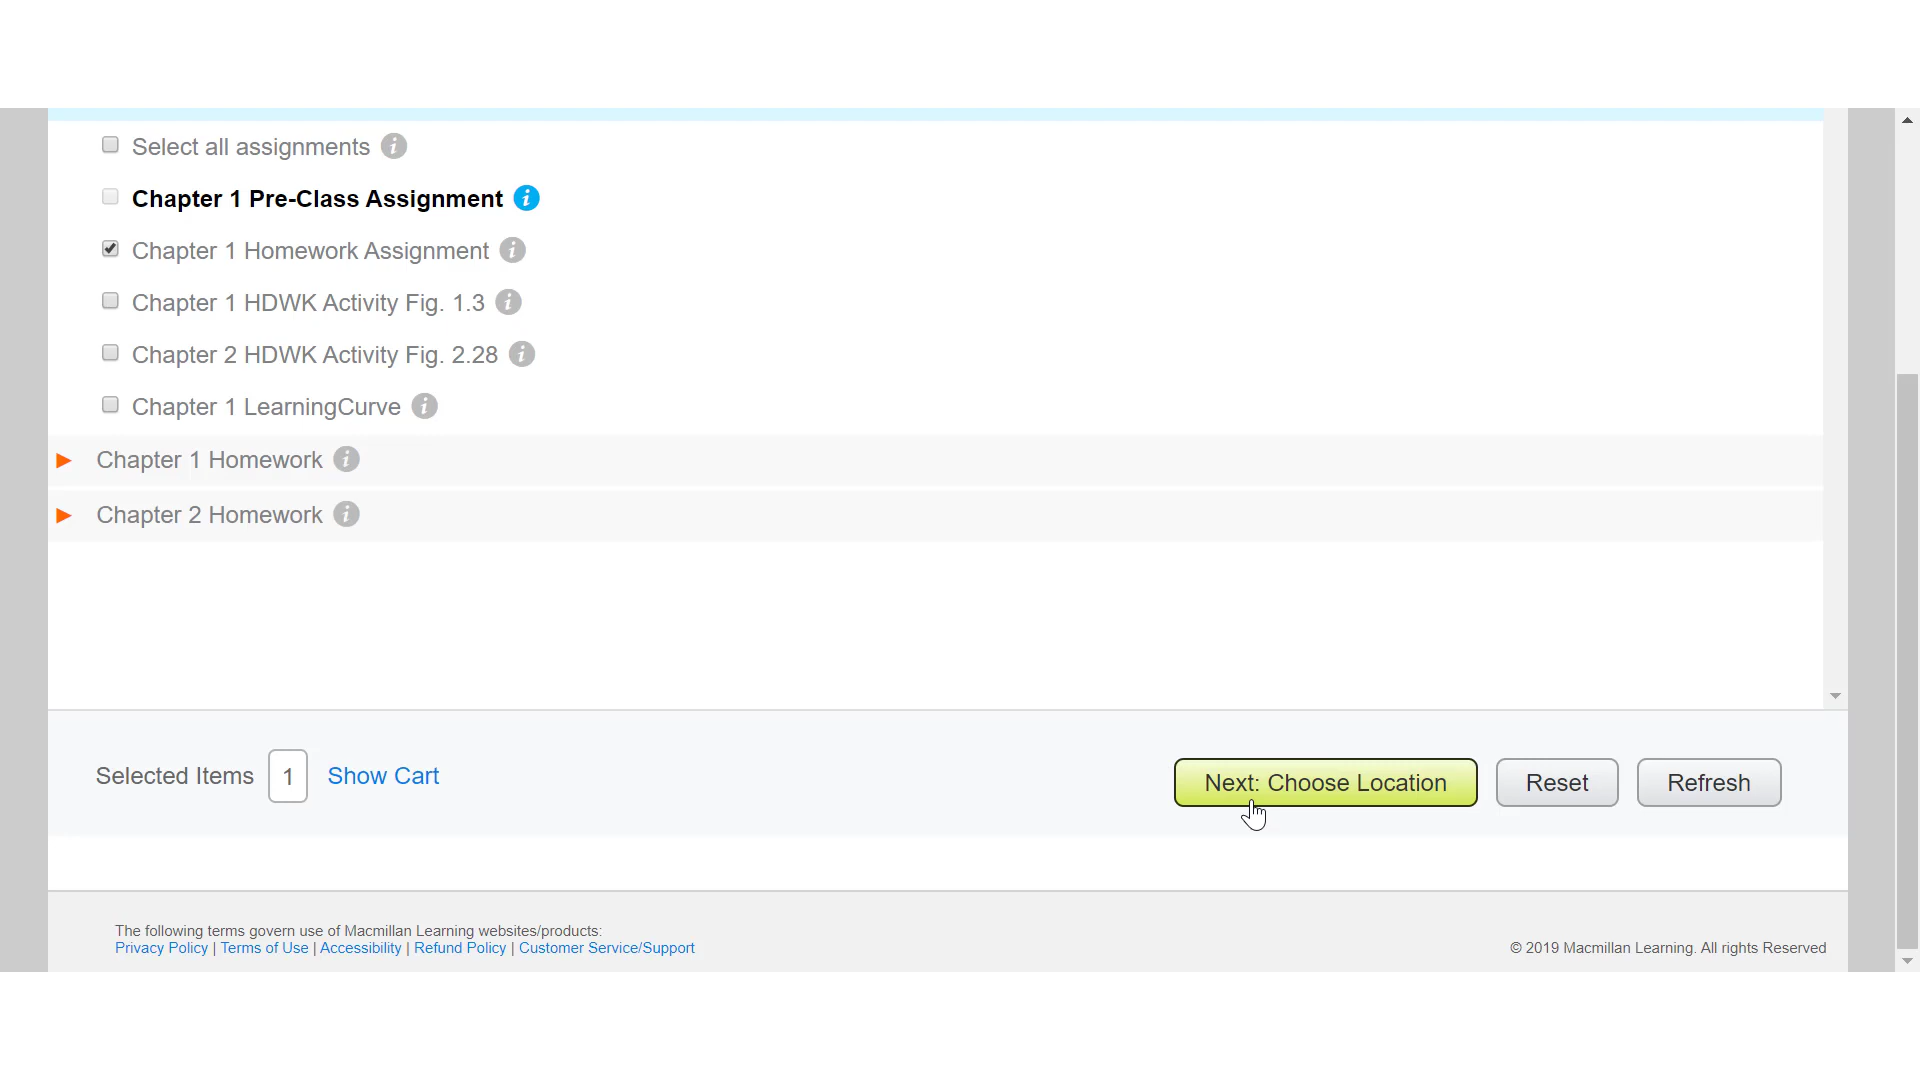 Select all assignments i
Chapter 1 Pre-Class Assignment i
Chapter 1 Homework Assignment i
Chapter 1 HDWK Activity Fig. 1.3 i
Chapter 2 HDWK Activity Fig. 2.28 i
Chapter 1 LearningCurve i
Chapter 1 Homework i
Chapter 2 Homework i
Selected Items 1 Show Cart
Next: Choose Location Reset Refresh
The following terms govern use of Macmillan Learning websites/products:
Privacy Policy | Terms of Use | Accessibility | Refund Policy | Customer Service/Support
© 2019 Macmillan Learning. All rights Reserved